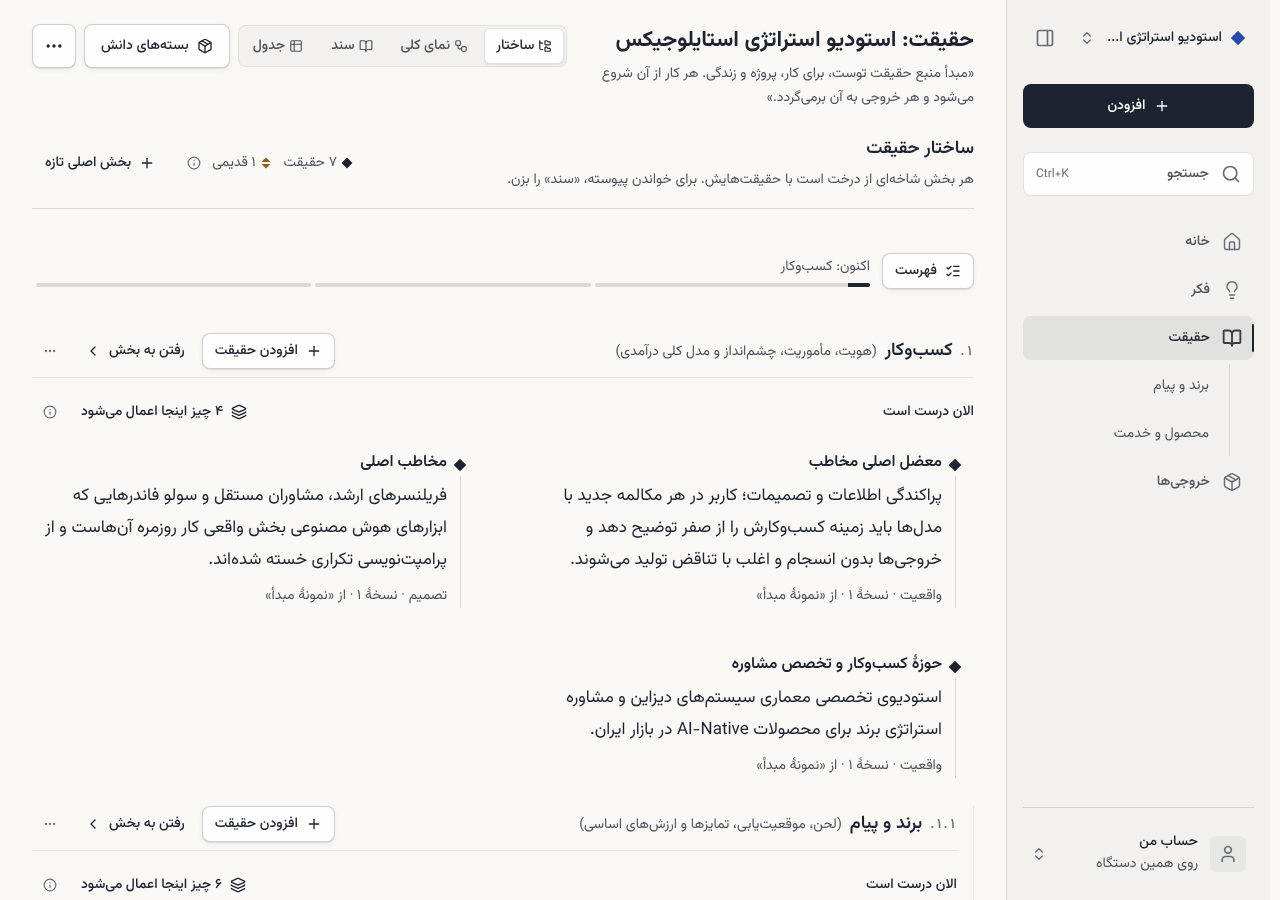 استودیو استراتژی ا...
افزودن
جستجو
Ctrl+K
خانه
فکر
حقیقت
برند و پیام
محصول و خدمت
خروجی‌ها
حساب من
روی همین دستگاه
حقیقت: استودیو استراتژی استایلوجیکس
«مبدأ منبع حقیقت توست، برای کار، پروژه و زندگی. هر کار از آن شروع
می‌شود و هر خروجی به آن برمی‌گردد.»
ساختار
نمای کلی
سند
جدول
بسته‌های دانش
ساختار حقیقت
هر بخش شاخه‌ای از درخت است با حقیقت‌هایش. برای خواندن پیوسته، «سند» را بزن.
۷ حقیقت
۱ قدیمی
بخش اصلی تازه
فهرست
اکنون: کسب‌وکار
۱. کسب‌وکار (هویت، مأموریت، چشم‌انداز و مدل کلی درآمدی)
افزودن حقیقت
رفتن به بخش
الان درست است
۴ چیز اینجا اعمال می‌شود
معضل اصلی مخاطب
پراکندگی اطلاعات و تصمیمات؛ کاربر در هر مکالمه جدید با
مدل‌ها باید زمینه کسب‌وکارش را از صفر توضیح دهد و
خروجی‌ها بدون انسجام و اغلب با تناقض تولید می‌شوند.
واقعیت · نسخهٔ ۱ · از «نمونهٔ مبدأ»
مخاطب اصلی
فریلنسرهای ارشد، مشاوران مستقل و سولو فاندرهایی که
ابزارهای هوش مصنوعی بخش واقعی کار روزمره آن‌هاست و از
پرامپت‌نویسی تکراری خسته شده‌اند.
تصمیم · نسخهٔ ۱ · از «نمونهٔ مبدأ»
حوزهٔ کسب‌وکار و تخصص مشاوره
استودیوی تخصصی معماری سیستم‌های دیزاین و مشاوره
استراتژی برند برای محصولات AI-Native در بازار ایران.
واقعیت · نسخهٔ ۱ · از «نمونهٔ مبدأ»
۱.۱. برند و پیام (لحن، موقعیت‌یابی، تمایزها و ارزش‌های اساسی)
افزودن حقیقت
رفتن به بخش
الان درست است
۶ چیز اینجا اعمال می‌شود